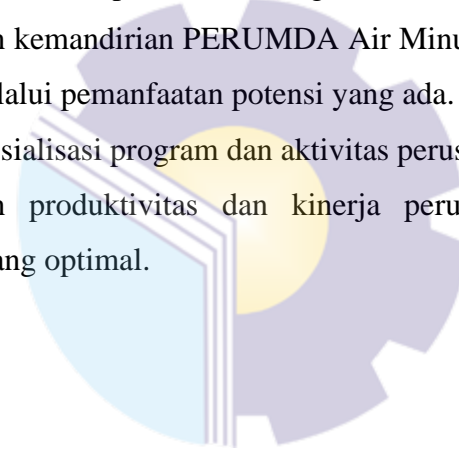 n kemandirian PERUMDA Air Minu
lalui pemanfaatan potensi yang ada.
sialisasi program dan aktivitas perus
n produktivitas dan kinerja peru
ang optimal.